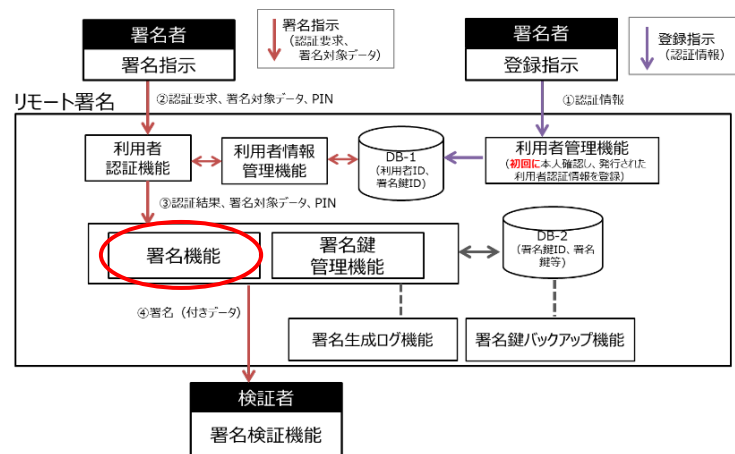 署名者
署名指示
署名指示
(認証要求、
署名対象データ)
署名者
登録指示
登録指示
(認証情報)
リモート署名
②認証要求、署名対象データ、PIN
①認証情報
利用者
認証機能
利用者情報
管理機能
DB-1
(利用者ID、
署名鍵ID)
利用者管理機能
(初回に本人確認し、発行された
利用者認証情報を登録)
③認証結果、署名対象データ、PIN
署名機能
署名鍵
管理機能
DB-2
(署名鍵ID、署名
鍵等)
④署名（付きデータ）
署名生成ログ機能
署名鍵バックアップ機能
検証者
署名検証機能